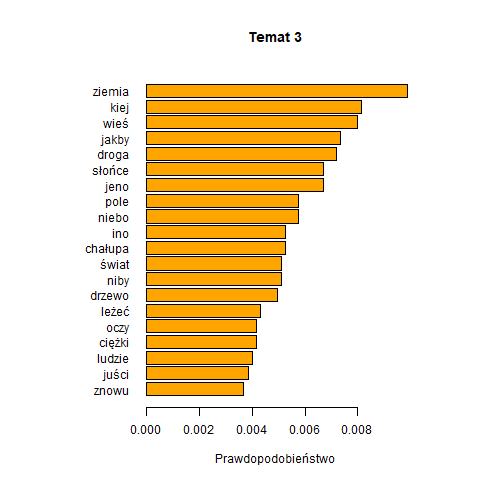 Temat 3
ziemia
kiej
wieś
jakby
droga
słońce
jeno
pole
niebo
ino
chałupa
świat
niby
drzewo
leżeć
oczy
ciężki
ludzie
juści
znowu
0.000 0.002 0.004 0.006 0.008
Prawdopodobieństwo